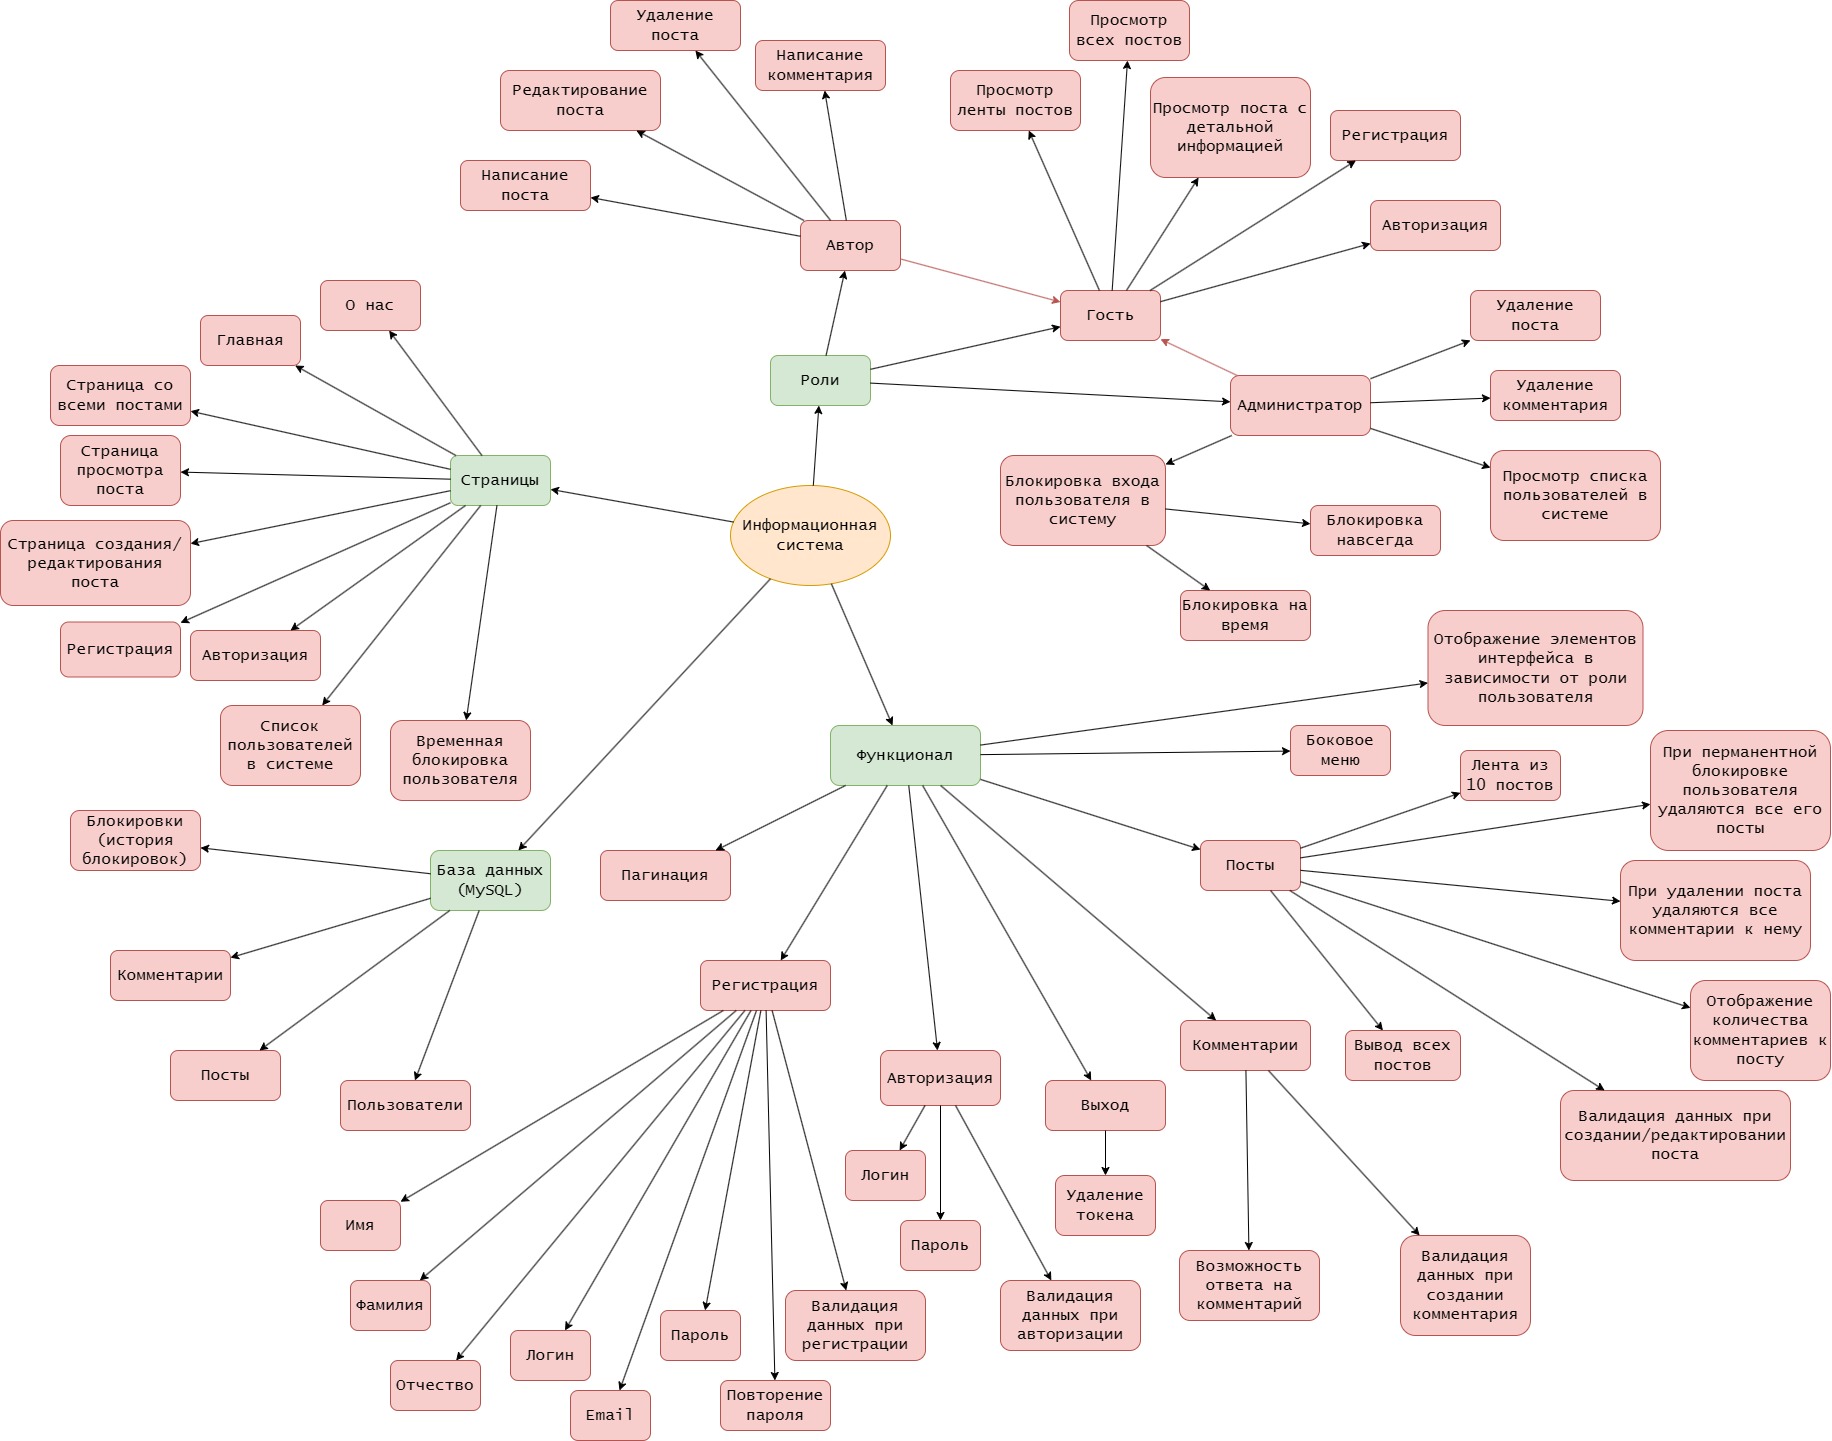 Удаление
поста
Написание
комментария
Редактирование
поста
Написание
поста
Автор
Просмотр
всех постов
Просмотр
ленты постов
Просмотр поста с
детальной
информацией
Регистрация
Авторизация
Гость
Роли
Администратор
Удаление
поста
Удаление
комментария
Просмотр списка
пользователей в
системе
Блокировка входа
пользователя в
систему
Блокировка
навсегда
Блокировка на
время
О нас
Главная
Страница со
всеми постами
Страница
просмотра
поста
Страницы
Страница создания/
редактирования
поста
Регистрация
Авторизация
Список
пользователей
в системе
Временная
блокировка
пользователя
Информационная
система
Функционал
Отображение элементов
интерфейса в
зависимости от роли
пользователя
Боковое
меню
Лента из
10 постов
При перманентной
блокировке
пользователя
удаляются все его
посты
Посты
При удалении поста
удаляются все
комментарии к нему
Отображение
количества
комментариев к
посту
Вывод всех
постов
Валидация данных при
создании/редактировании
поста
Блокировки
(история
блокировок)
База данных
(MySQL)
Комментарии
Посты
Пользователи
Пагинация
Регистрация
Имя
Фамилия
Отчество
Логин
Email
Пароль
Повторение
пароля
Валидация
данных при
регистрации
Авторизация
Логин
Пароль
Валидация
данных при
авторизации
Выход
Удаление
токена
Комментарии
Возможность
ответа на
комментарий
Валидация
данных при
создании
комментария